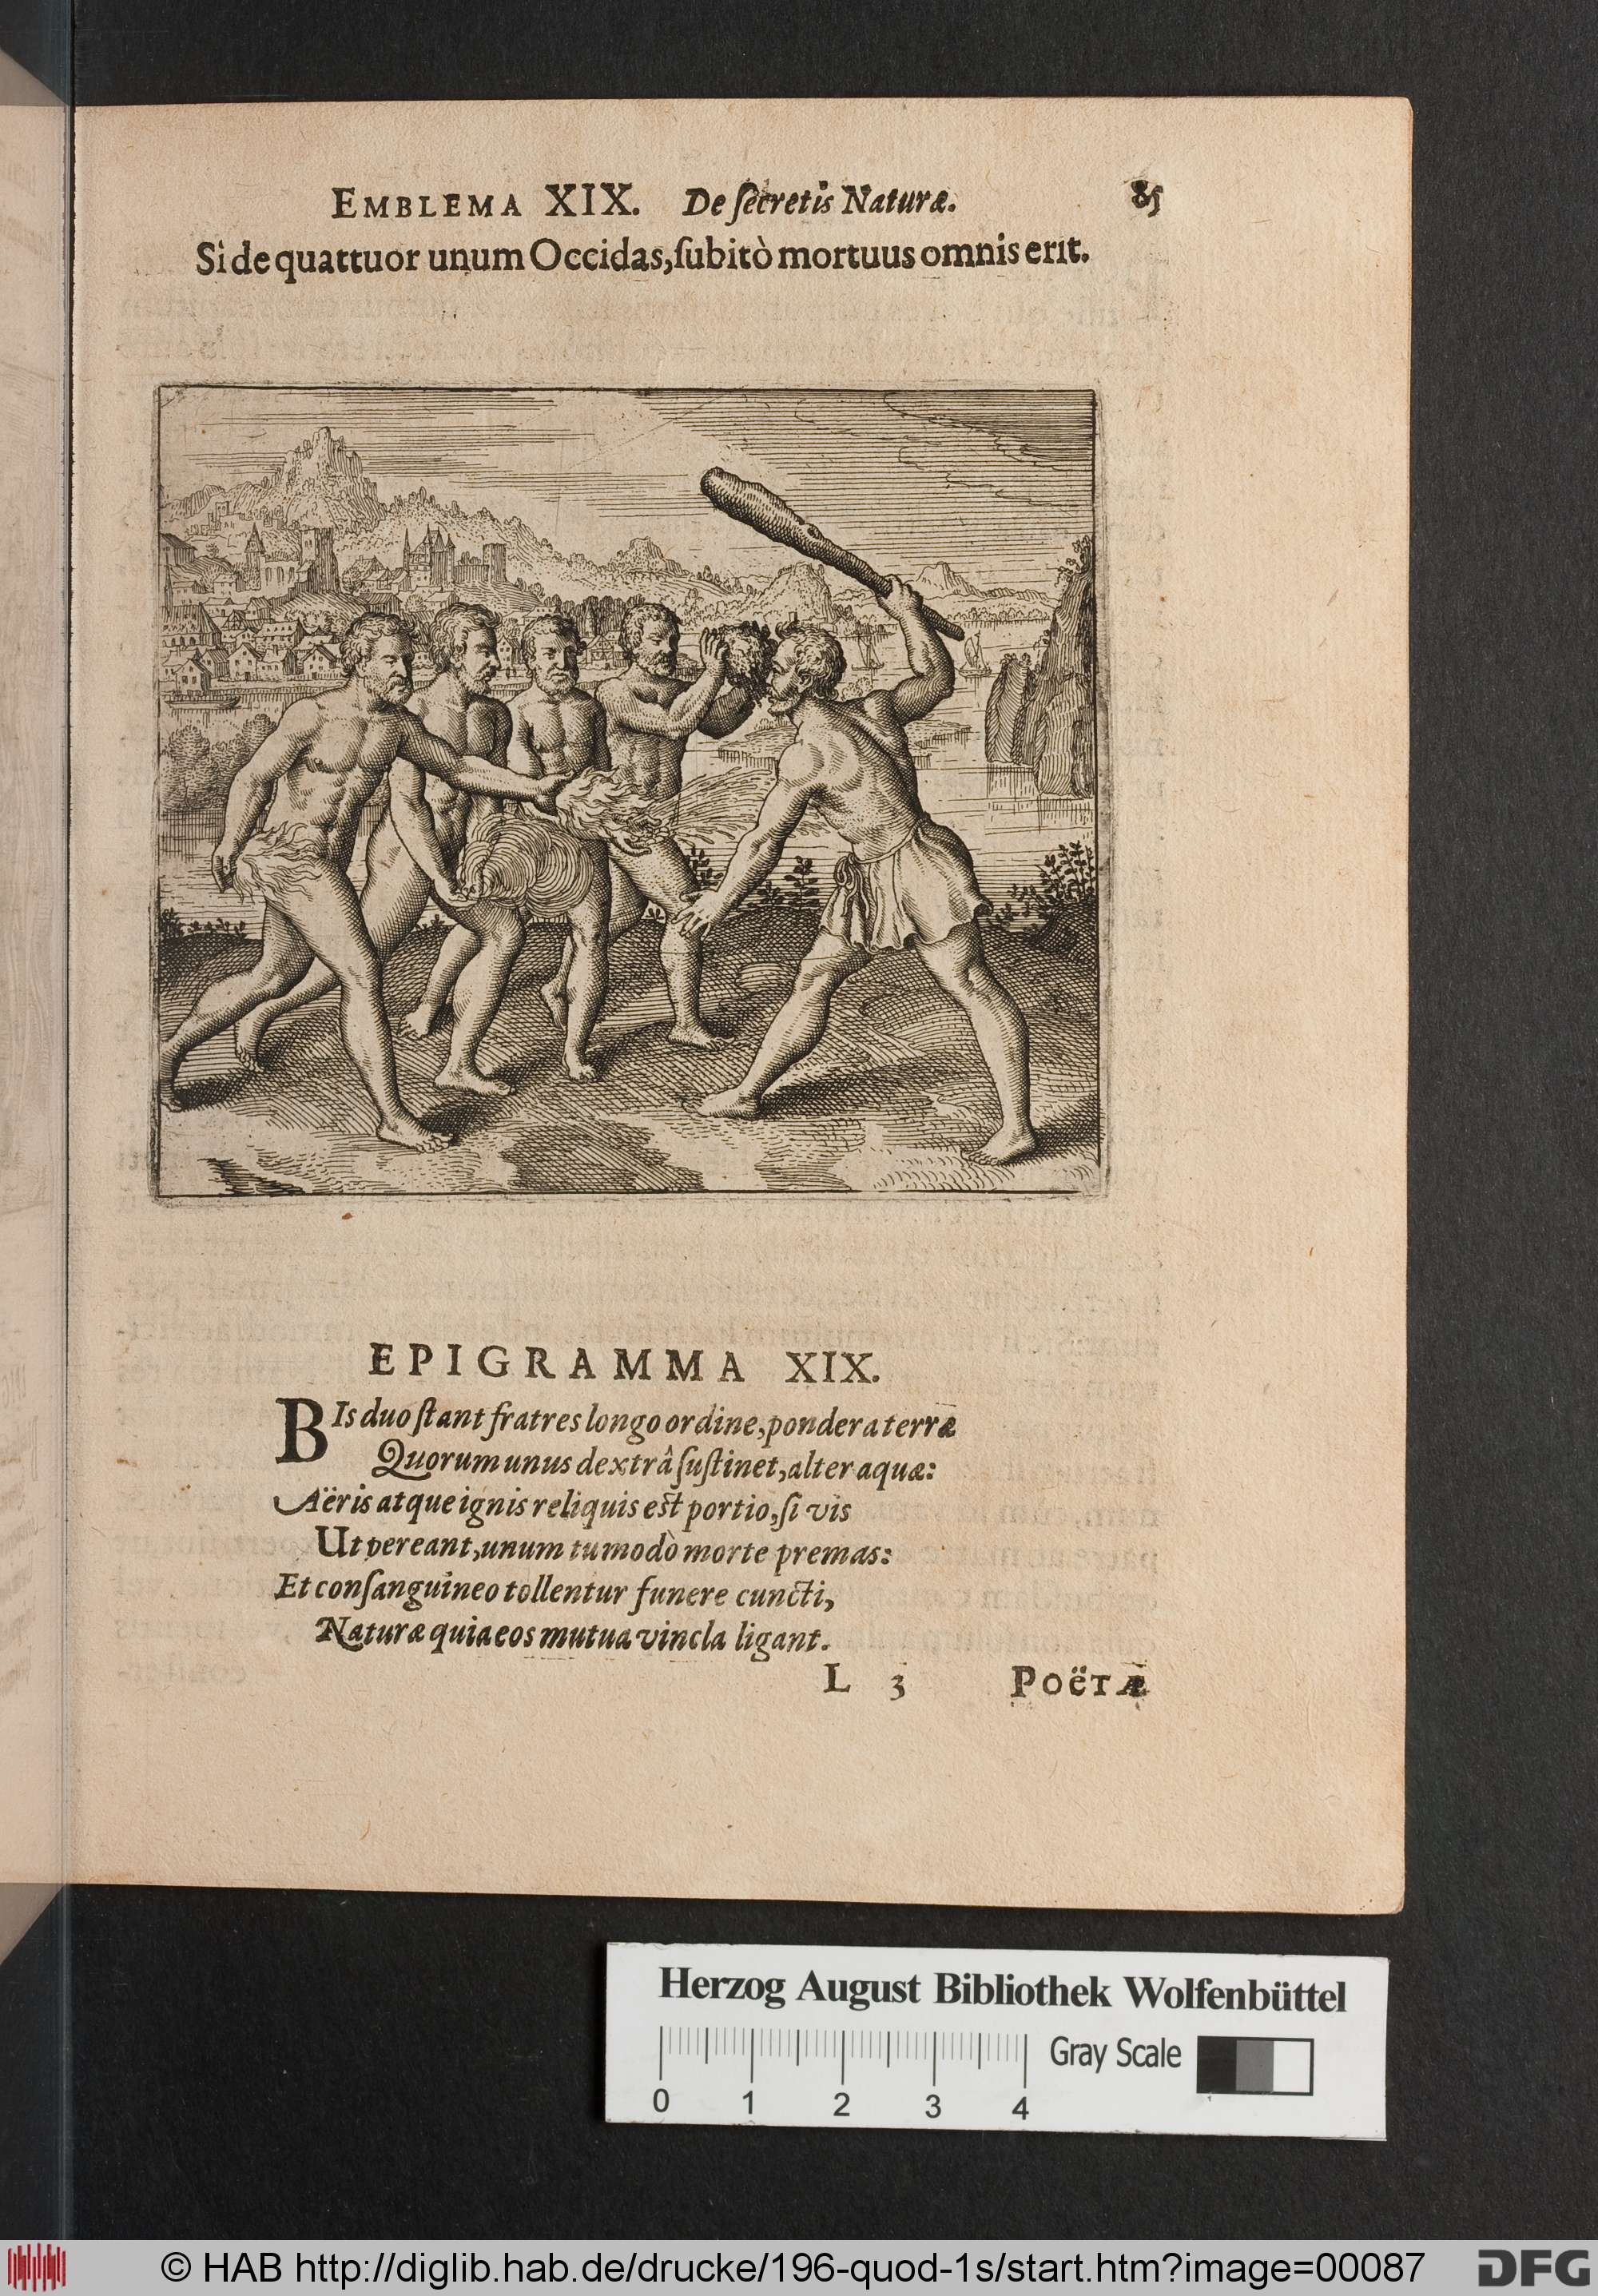 EMBLEMA XIX. De ſecretis Naturæ. 85
Si de quattuor unum Occidas, ſubitò mortuus omnis erit.
EPIGRAMMA XIX.
BIs duo ſtant fratres longo ordine, pondera terræ
Quorum unus dextrâ ſuſtinet, alter aquæ:
Aëris atque ignis reliquis eſt portio, ſi vis
Ut pereant, unum tu modò morte premas:
Et conſanguineo tollentur funere cuncti,
Naturæ quia eos mutua vincla ligant.
L 3 POËTÆ
Herzog August Bibliothek Wolfenbüttel
Gray Scale
0 1 2 3 4
© HAB http://diglib.hab.de/drucke/196-quod-1s/start.htm?image=00087 DFG